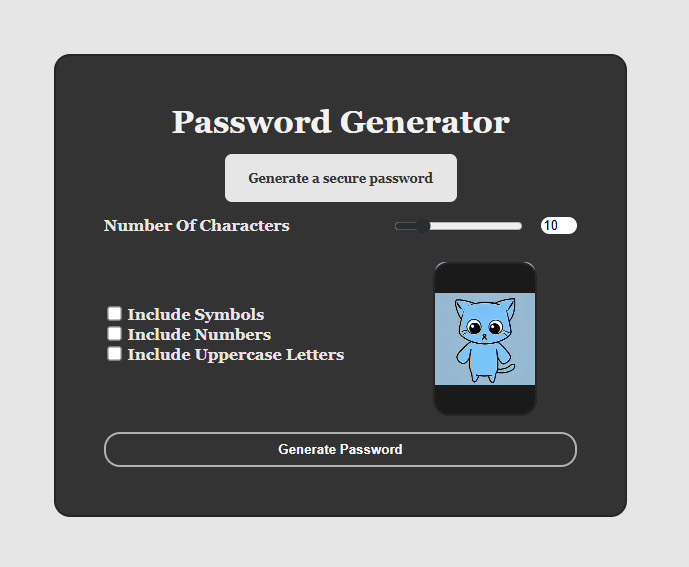 Password Generator
Generate a secure password
Number Of Characters 10
Include Symbols
Include Numbers
Include Uppercase Letters
Generate Password